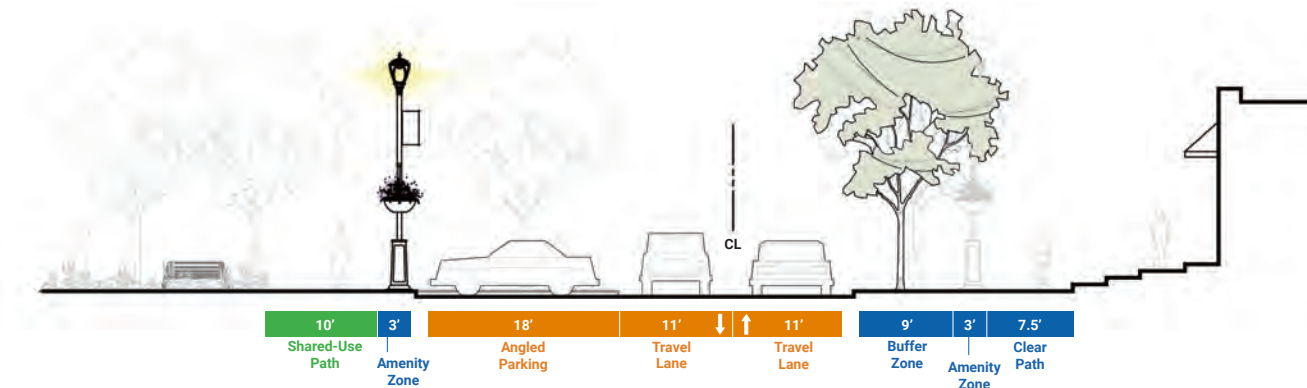 CL
10’
3’
18’
11’
11’
9’
3’
7.5’
Shared-Use
Path
Amenity
Zone
Angled
Parking
Travel
Lane
Travel
Lane
Buffer
Zone
Amenity
Zone
Clear
Path